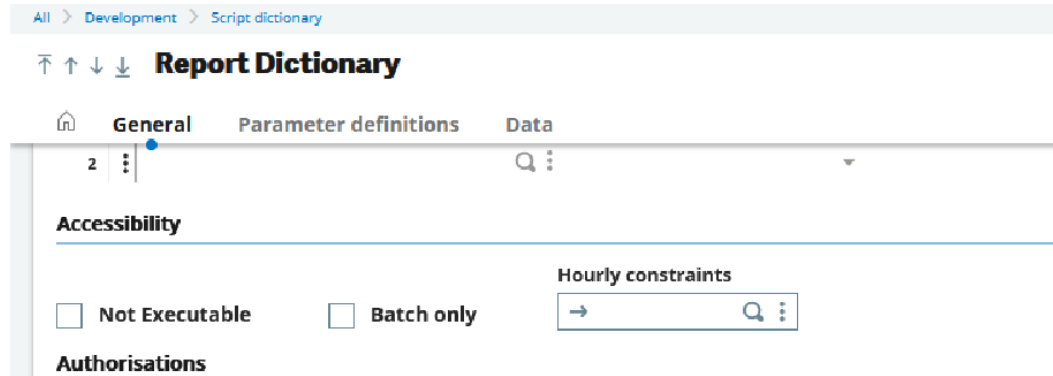 All > Development > Script dictionary
Report Dictionary
General Parameter definitions Data
2
Accessibility
Hourly constraints
Not Executable Batch only
Authorisations